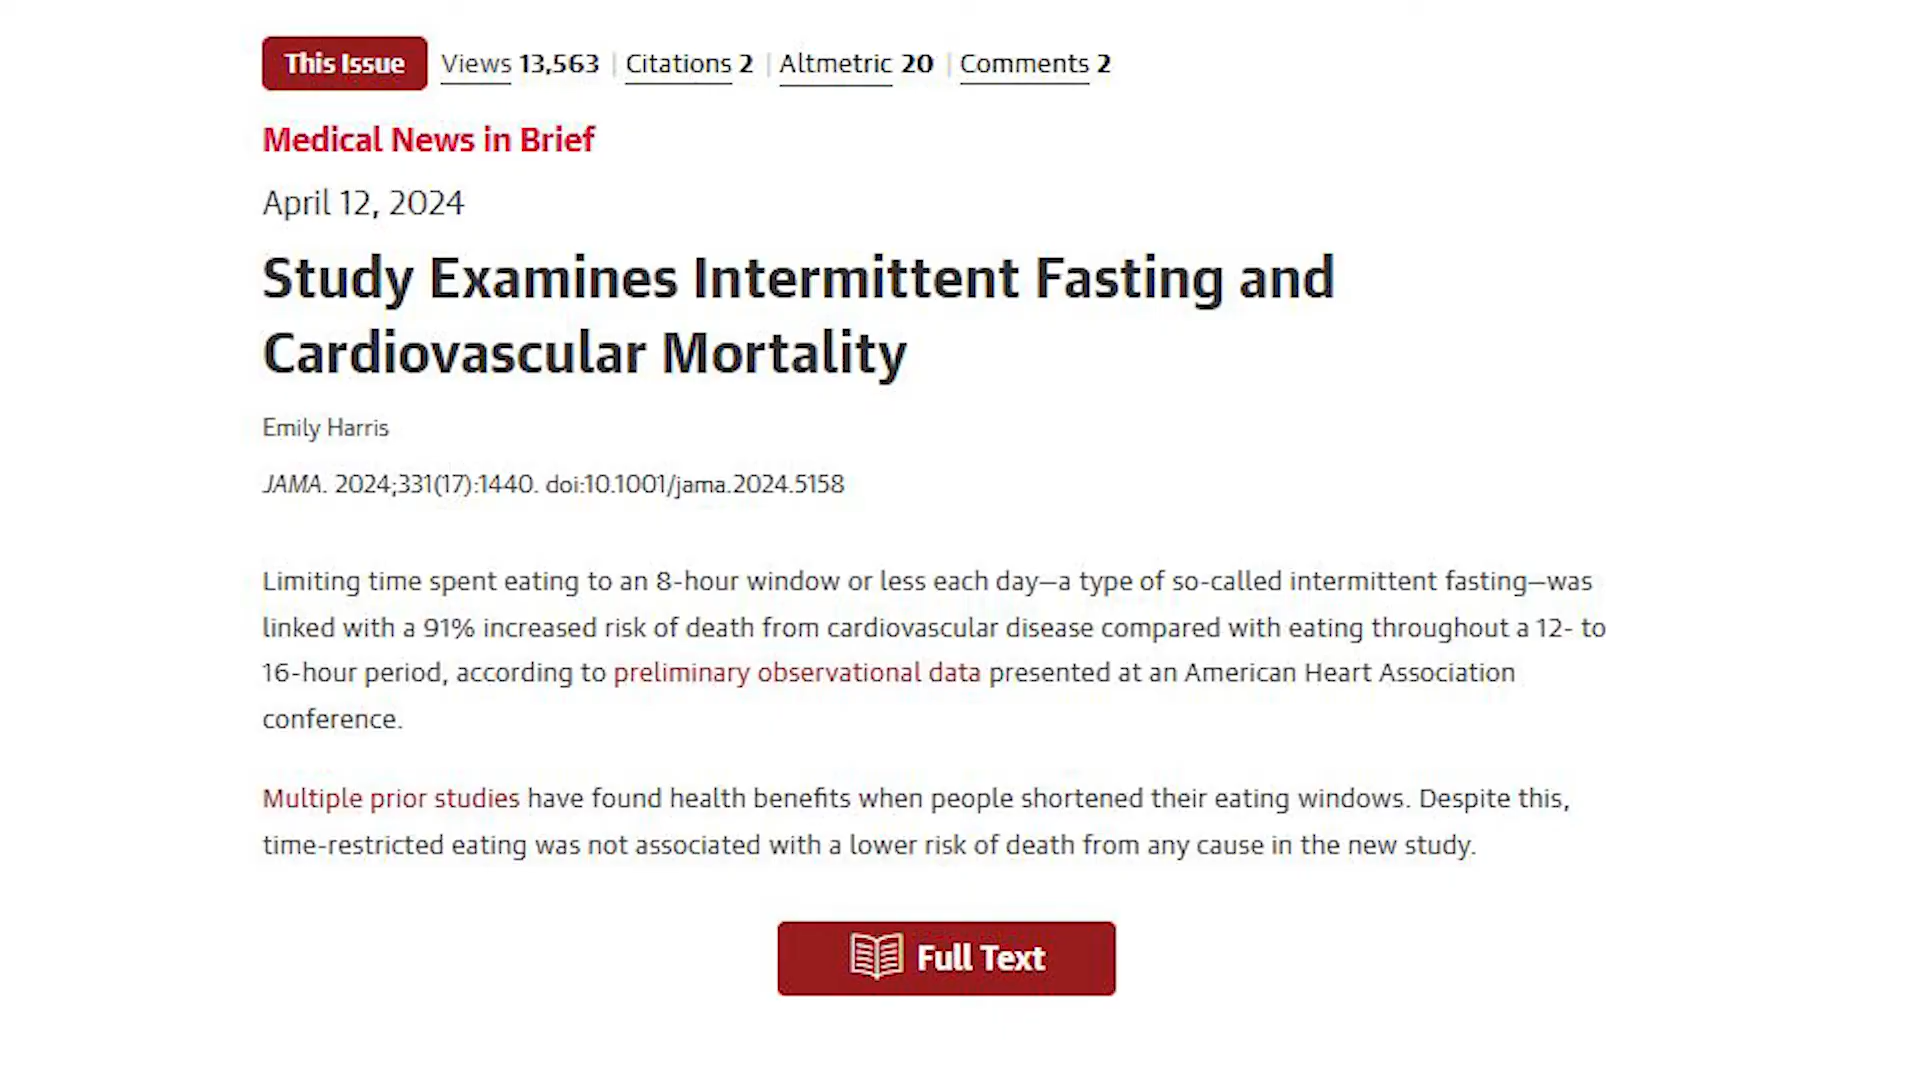 This Issue Views 13,563 | Citations 2 | Altmetric 20 | Comments 2
Medical News in Brief
April 12, 2024
Study Examines Intermittent Fasting and
Cardiovascular Mortality
Emily Harris
JAMA. 2024;331(17):1440. doi:10.1001/jama.2024.5158
Limiting time spent eating to an 8-hour window or less each day—a type of so-called intermittent fasting—was
linked with a 91% increased risk of death from cardiovascular disease compared with eating throughout a 12- to
16-hour period, according to preliminary observational data presented at an American Heart Association
conference.
Multiple prior studies have found health benefits when people shortened their eating windows. Despite this,
time-restricted eating was not associated with a lower risk of death from any cause in the new study.
Full Text